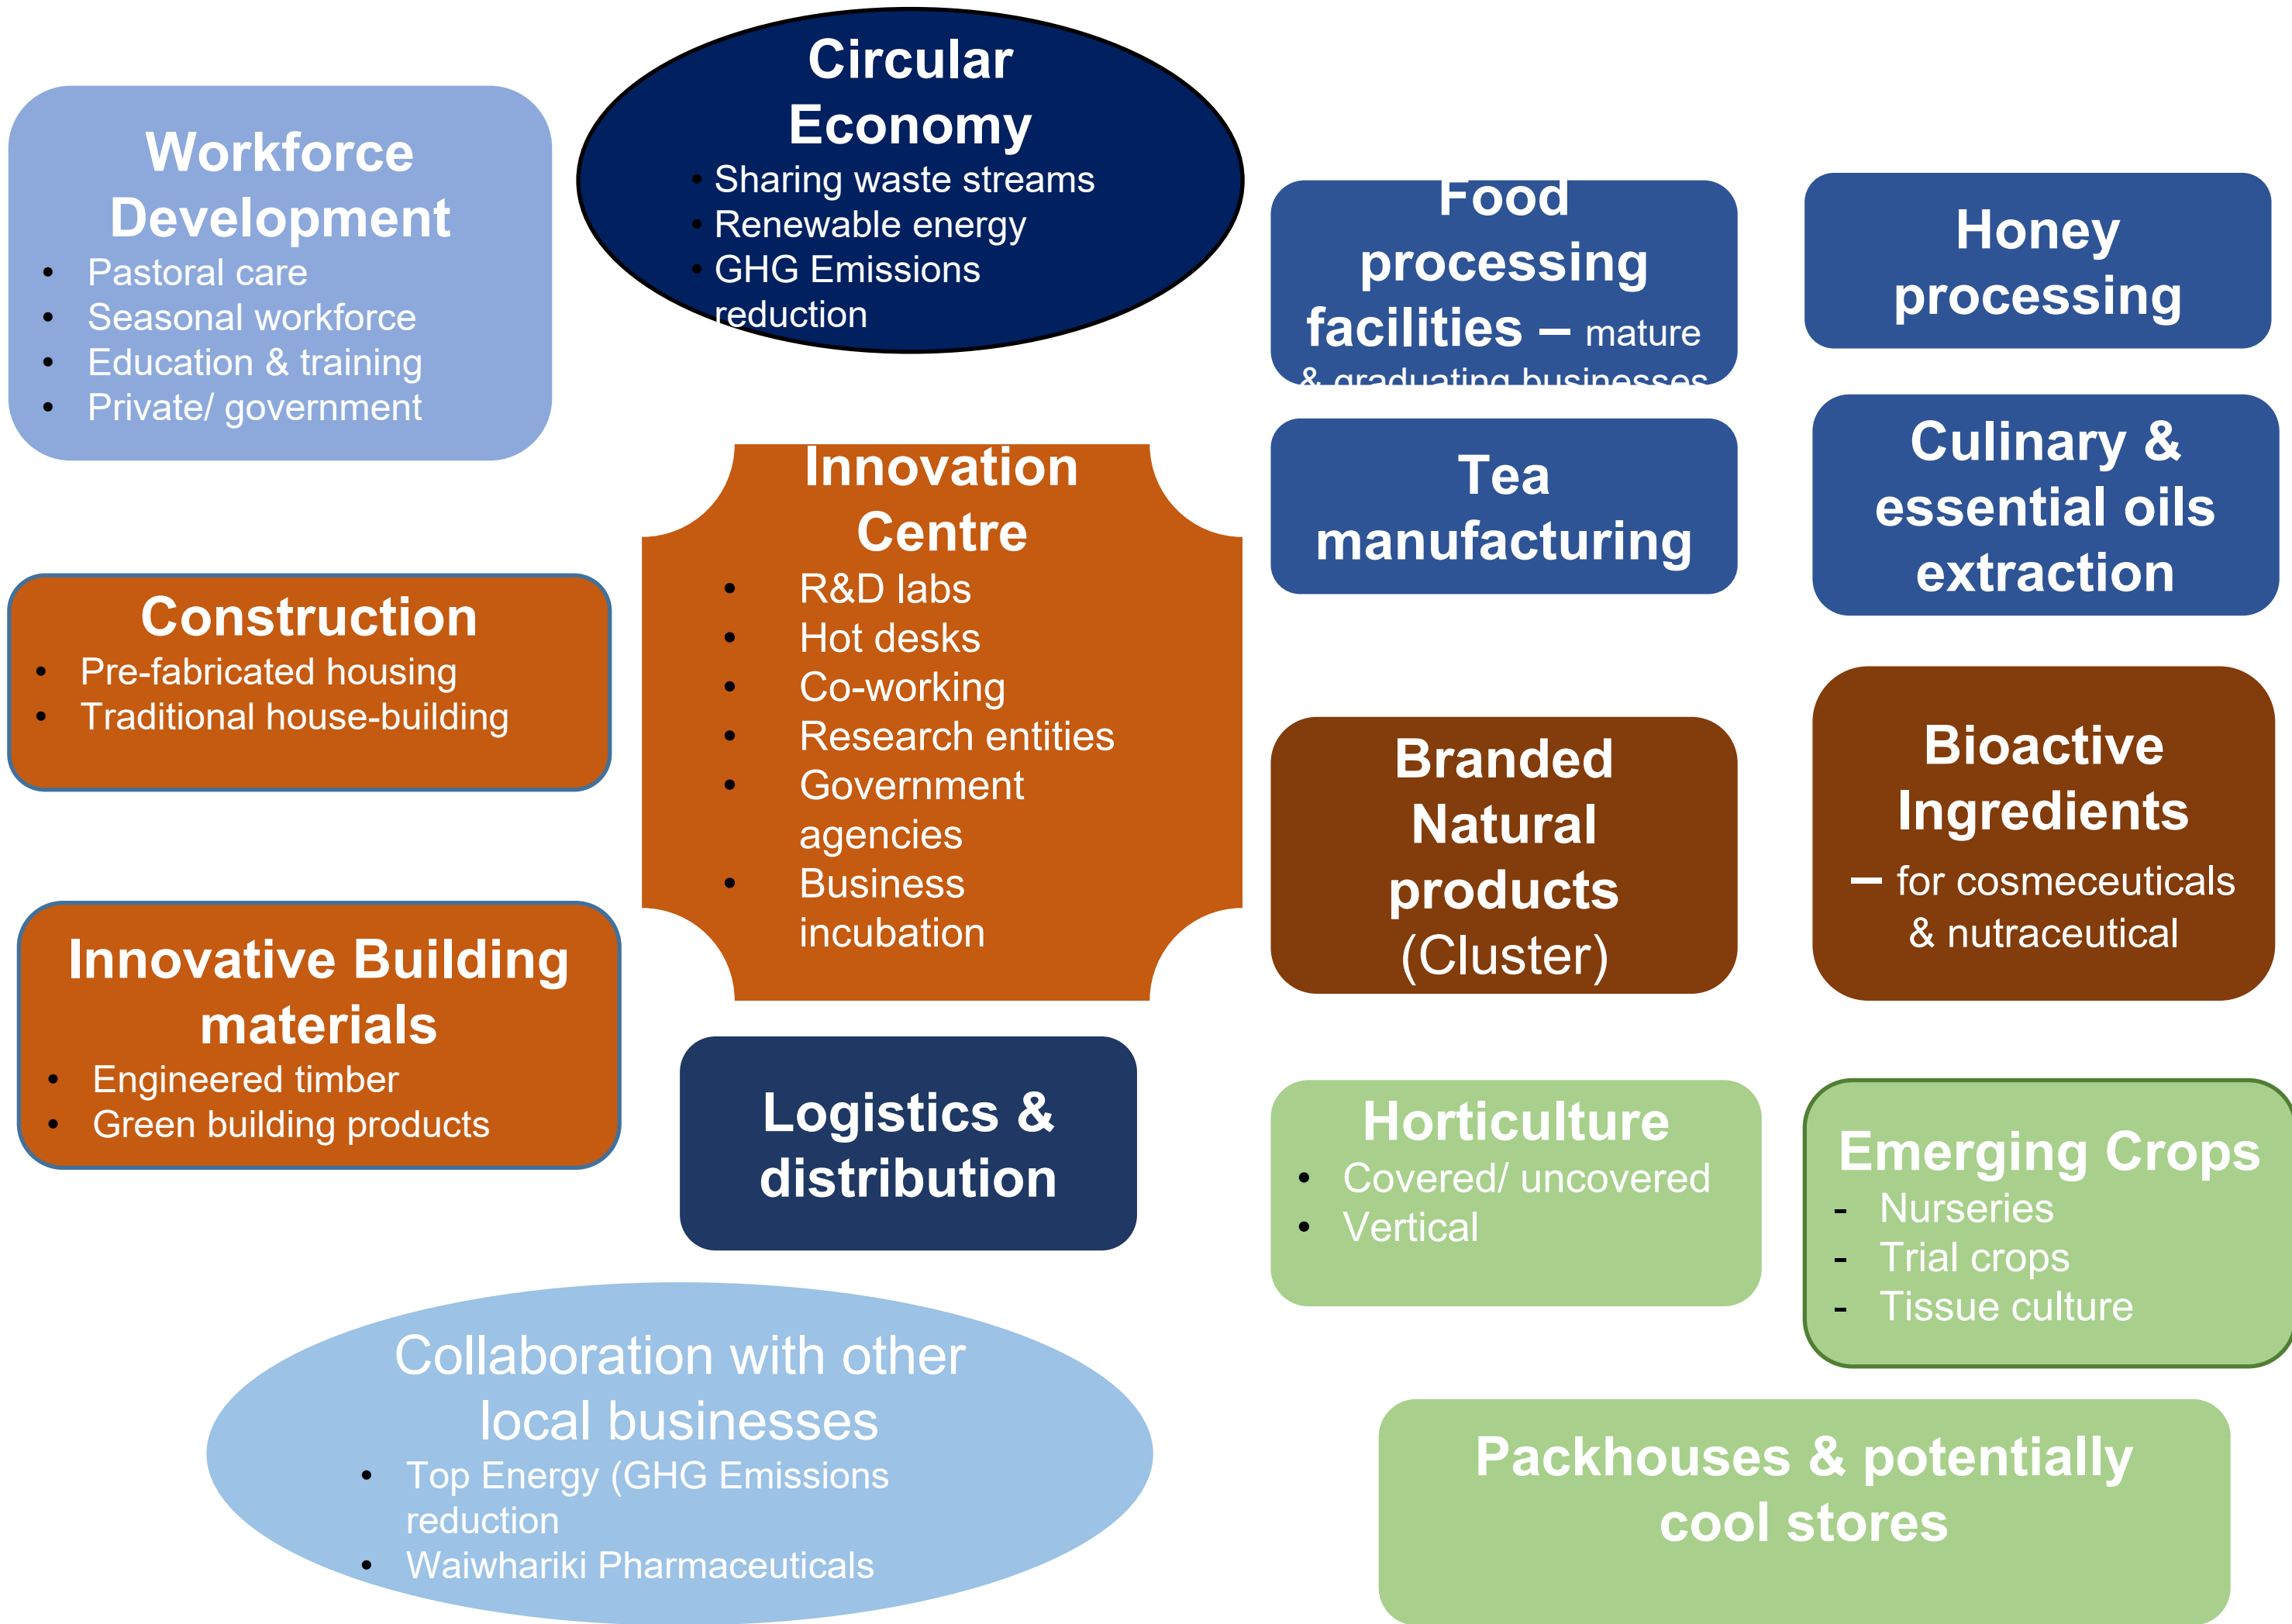 Circular
Economy
• Sharing waste streams
• Renewable energy
• GHG Emissions
reduction
Workforce
Development
• Pastoral care
• Seasonal workforce
• Education & training
• Private/ government
Food
processing
facilities – mature
& graduating businesses
Honey
processing
Tea
manufacturing
Culinary &
essential oils
extraction
Innovation
Centre
• R&D labs
• Hot desks
• Co-working
• Research entities
• Government
agencies
• Business
incubation
Construction
• Pre-fabricated housing
• Traditional house-building
Branded
Natural
products
(Cluster)
Bioactive
Ingredients
– for cosmeceuticals
& nutraceutical
Innovative Building
materials
• Engineered timber
• Green building products
Logistics &
distribution
Horticulture
• Covered/ uncovered
• Vertical
Emerging Crops
- Nurseries
- Trial crops
- Tissue culture
Collaboration with other
local businesses
• Top Energy (GHG Emissions
reduction
• Waiwhariki Pharmaceuticals
Packhouses & potentially
cool stores